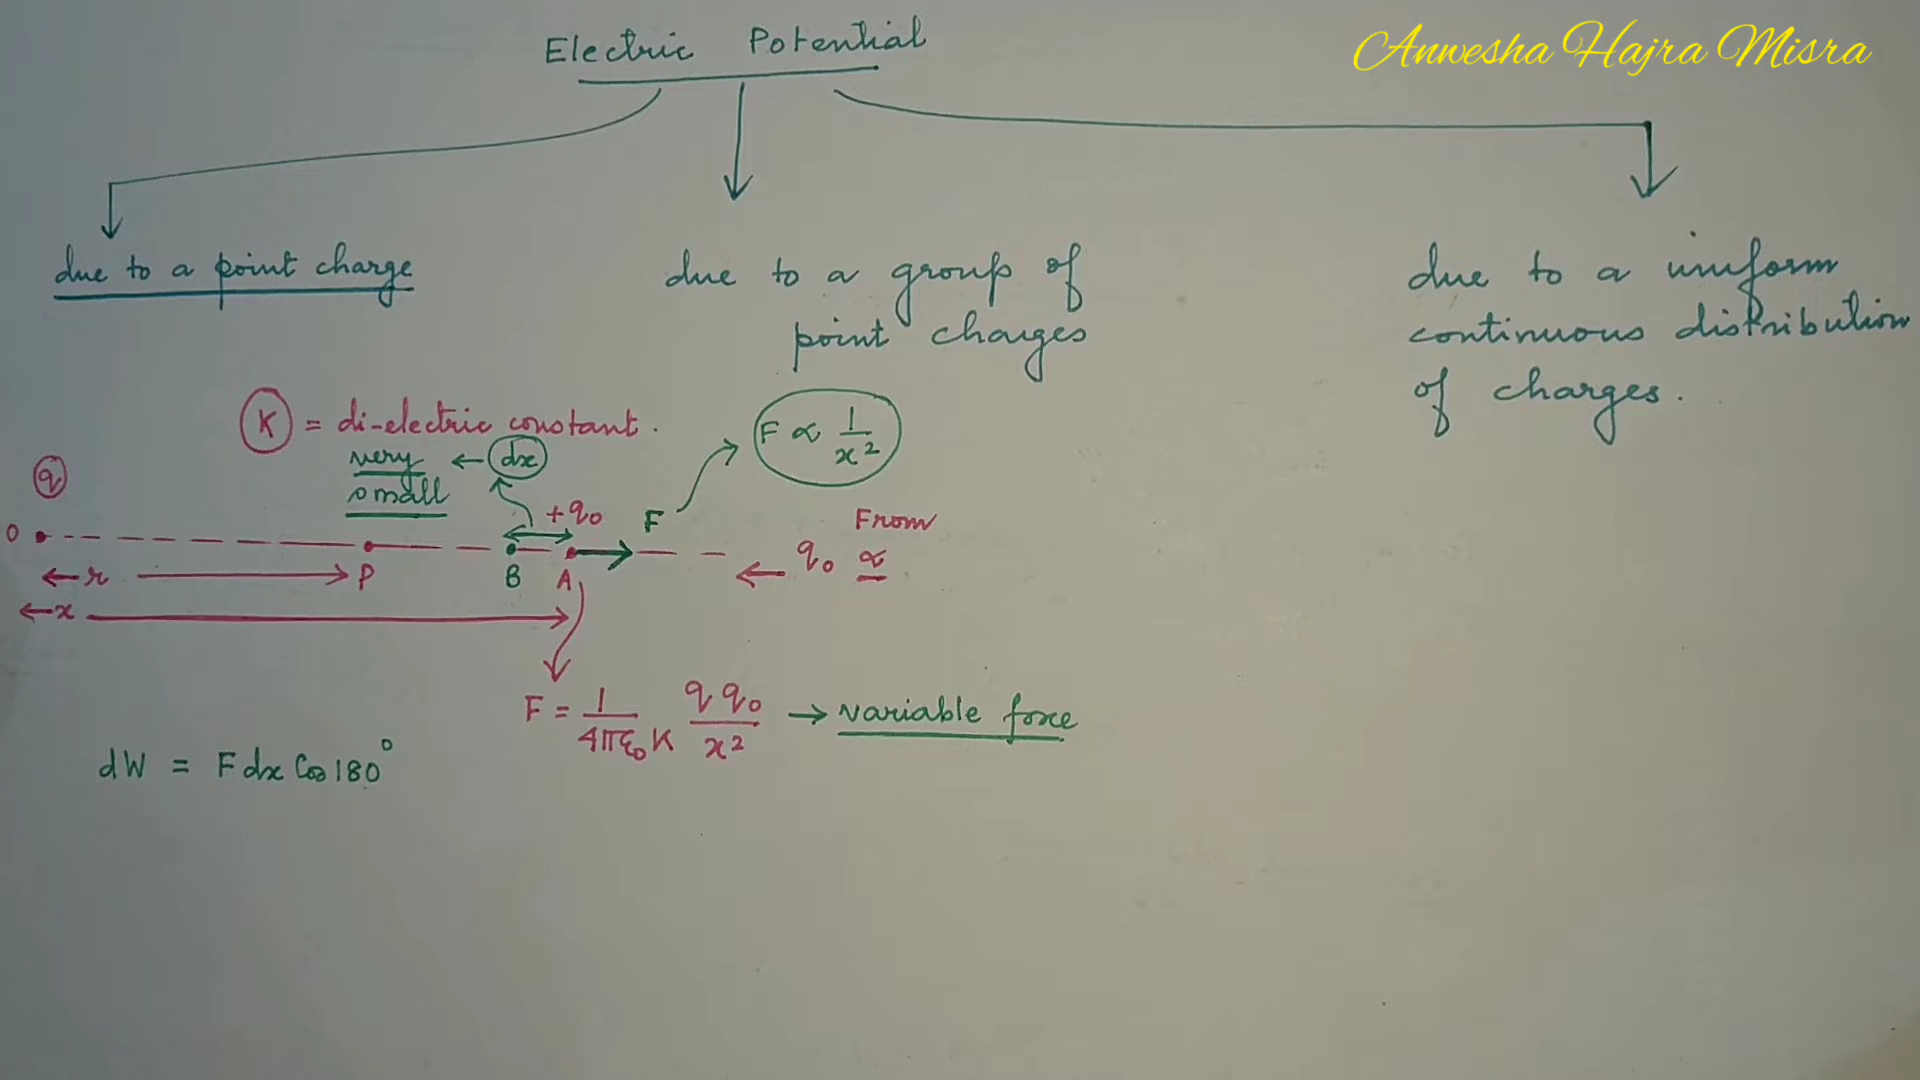 Anwesha Hajra Misra
Electric Potential
due to a point charge
due to a group of
point charges
due to a uniform
continuous distribution
of charges.
K = di-electric constant.
very ← dx
small
F ∝ 1/x²
q
+q₀
F
From
O
q₀ ∝
← r → P
B
A
← x →
F = 1/4πε₀K qq₀/x² → variable force
dW = F dx Cos 180°